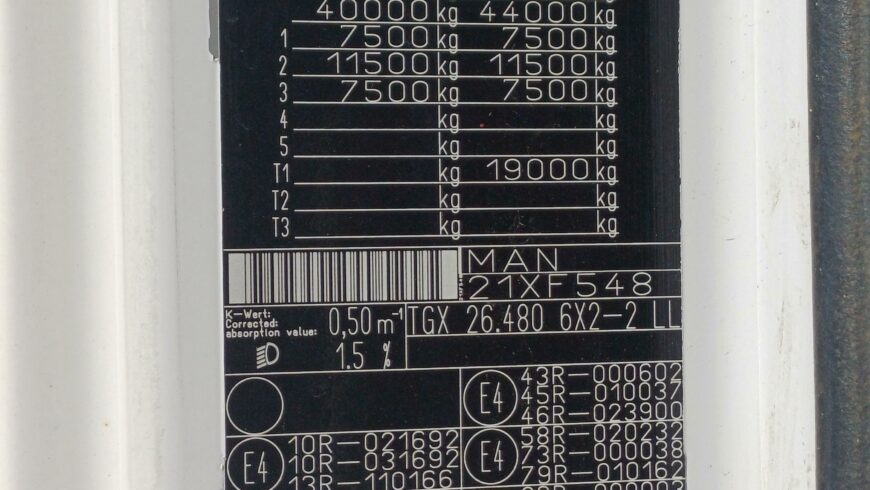 40000 kg 44000 kg
1 7500 kg 7500 kg
2 11500 kg 11500 kg
3 7500 kg 7500 kg
4 kg kg
5 kg kg
T1 kg 19000 kg
T2 kg kg
T3 kg kg
MAN
21XF548
K-Wert:
Corrected:
absorption value:
0,50 m-1
TGX 26.480 6X2-2 LL
1.5 %
E4
43R-000602
45R-010037
46R-023900
E4
10R-021692
10R-031692
13R-110166
E4
58R-020232
73R-000038
79R-010162